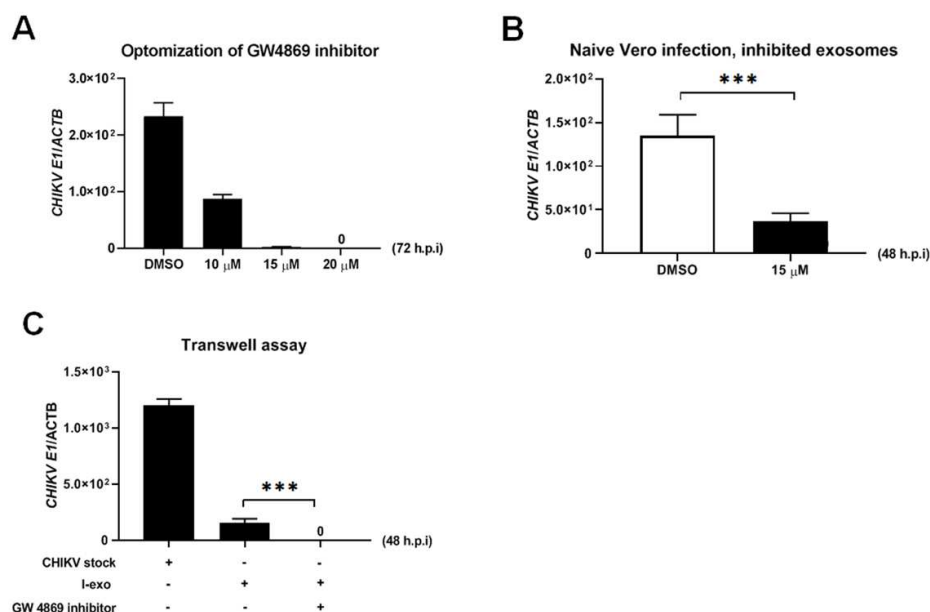 A
Optomization of GW4869 inhibitor
CHIKV E1/ACTB
3.0×10²
2.0×10²
1.0×10²
0
0
DMSO 10 μM 15 μM 20 μM
(72 h.p.i)
B
Naive Vero infection, inhibited exosomes
CHIKV E1/ACTB
2.0×10²
1.5×10²
1.0×10²
5.0×10¹
0
***
DMSO 15 μM
(48 h.p.i)
C
Transwell assay
CHIKV E1/ACTB
1.5×10³
1.0×10³
5.0×10²
0
***
0
(48 h.p.i)
CHIKV stock + - -
I-exo - + +
GW 4869 inhibitor - - +